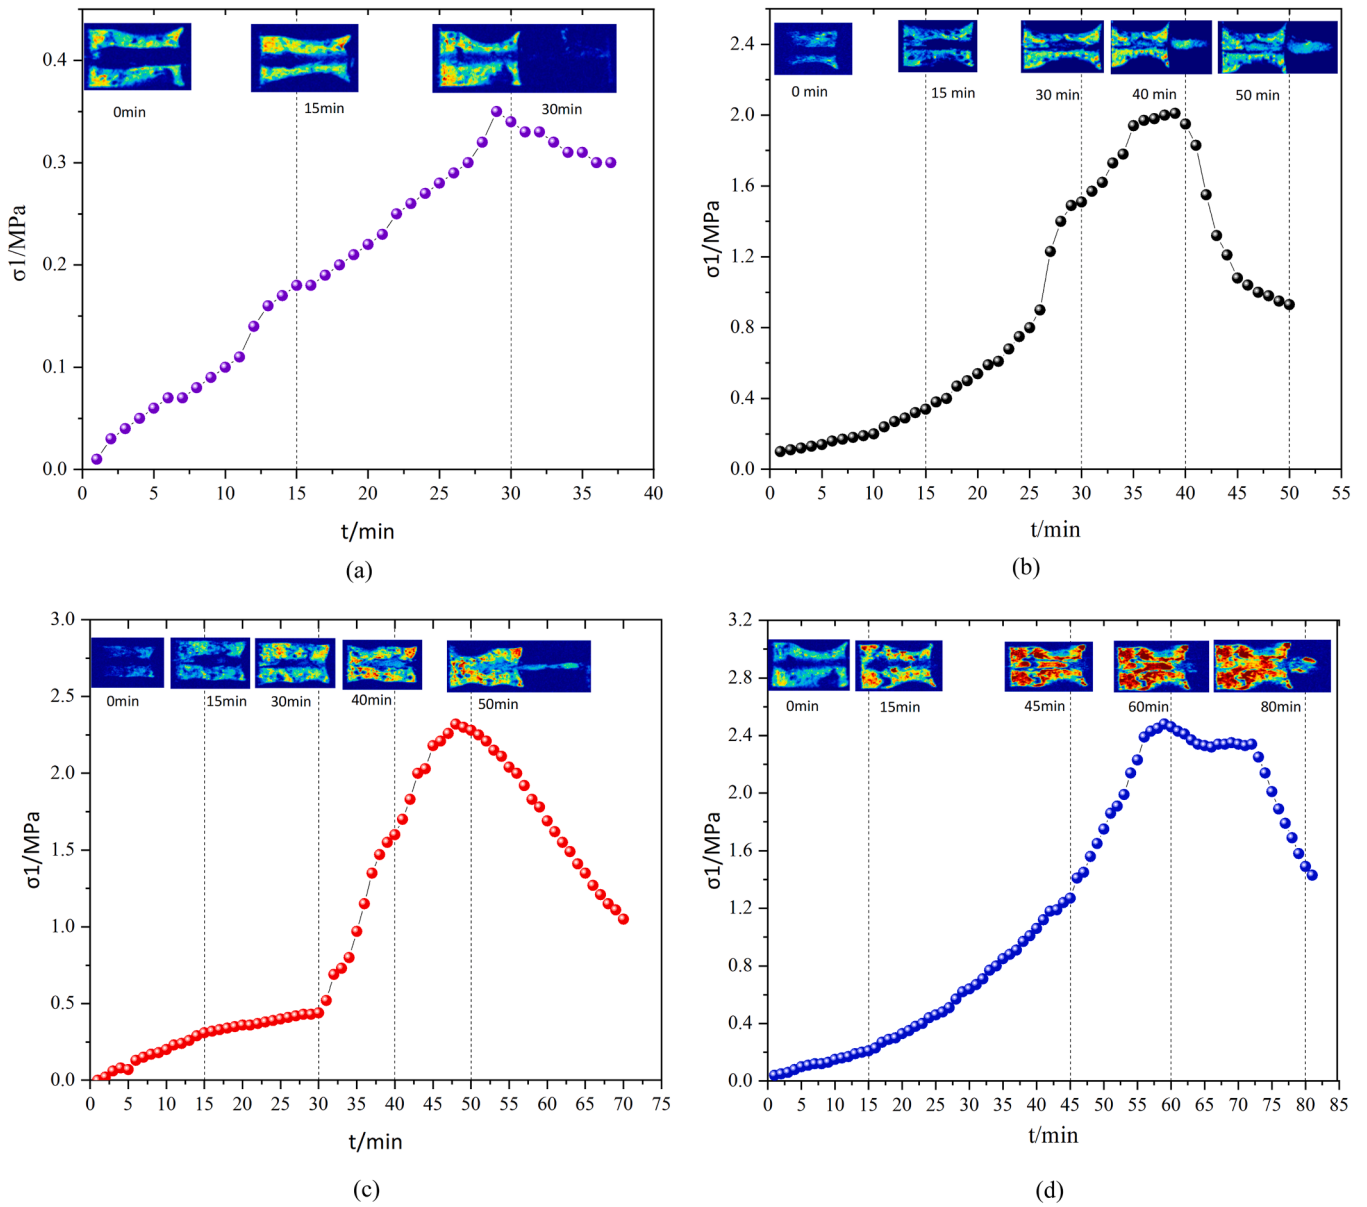 0min
15min
30min
0.4
0.3
0.2
0.1
0.0
σ1/MPa
0 5 10 15 20 25 30 35 40
t/min
(a)
0 min
15 min
30 min
40 min
50 min
2.4
2.0
1.6
1.2
0.8
0.4
0.0
σ1/MPa
0 5 10 15 20 25 30 35 40 45 50 55
t/min
(b)
3.0
2.5
2.0
1.5
1.0
0.5
0.0
0min
15min
30min
40min
50min
σ1/MPa
0 5 10 15 20 25 30 35 40 45 50 55 60 65 70 75
t/min
(c)
3.2
2.8
2.4
2.0
1.6
1.2
0.8
0.4
0.0
0min
15min
45min
60min
80min
σ1/MPa
0 5 10 15 20 25 30 35 40 45 50 55 60 65 70 75 80 85
t/min
(d)